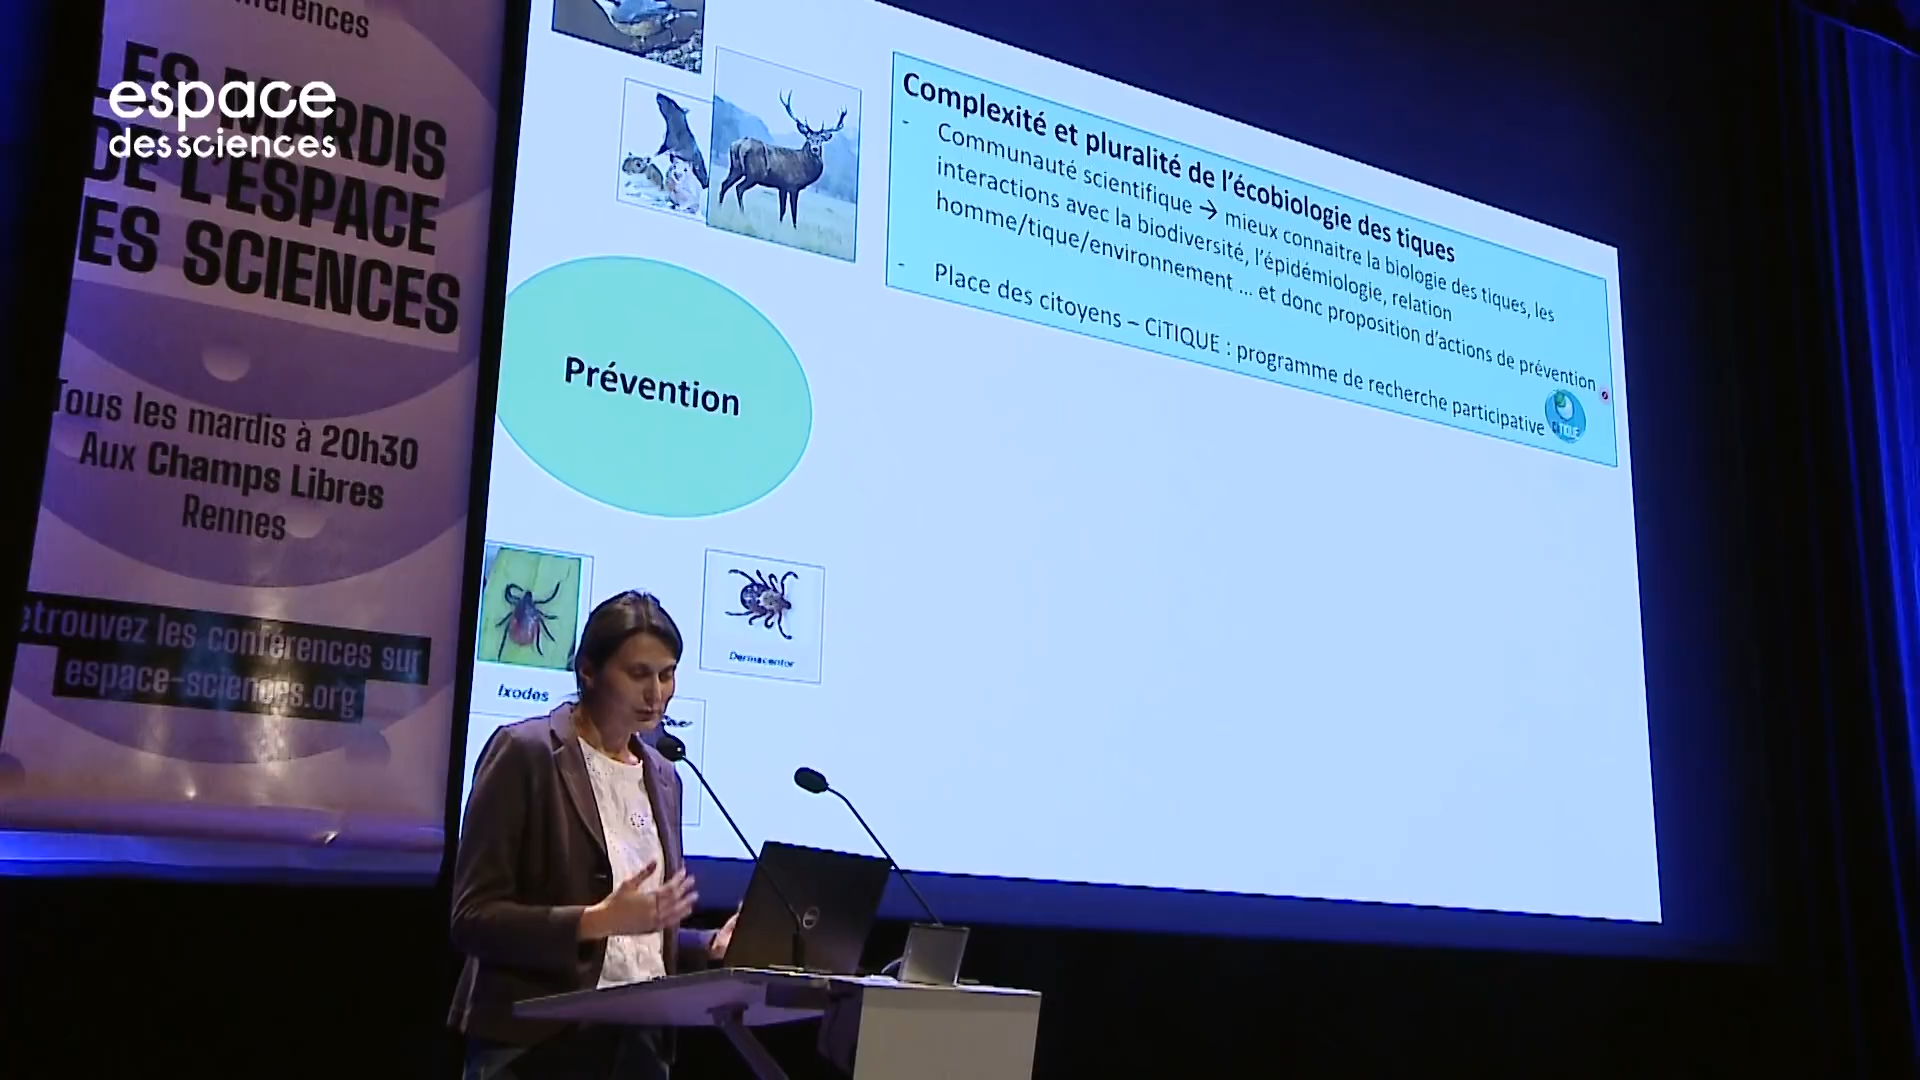 espace
des sciences
MARDIS
DE L'ESPACE
ES SCIENCES
Tous les mardis à 20h30
Aux Champs Libres
Rennes
etrouvez les conférences sur
espace-sciences.org
Complexité et pluralité de l'écobiologie des tiques
- Communauté scientifique → mieux connaitre la biologie des tiques, les
interactions avec la biodiversité, l'épidémiologie, relation
homme/tique/environnement ... et donc proposition d'actions de prévention
- Place des citoyens – CiTIQUE : programme de recherche participative
Prévention
Ixodes
Dermacentor
DELL